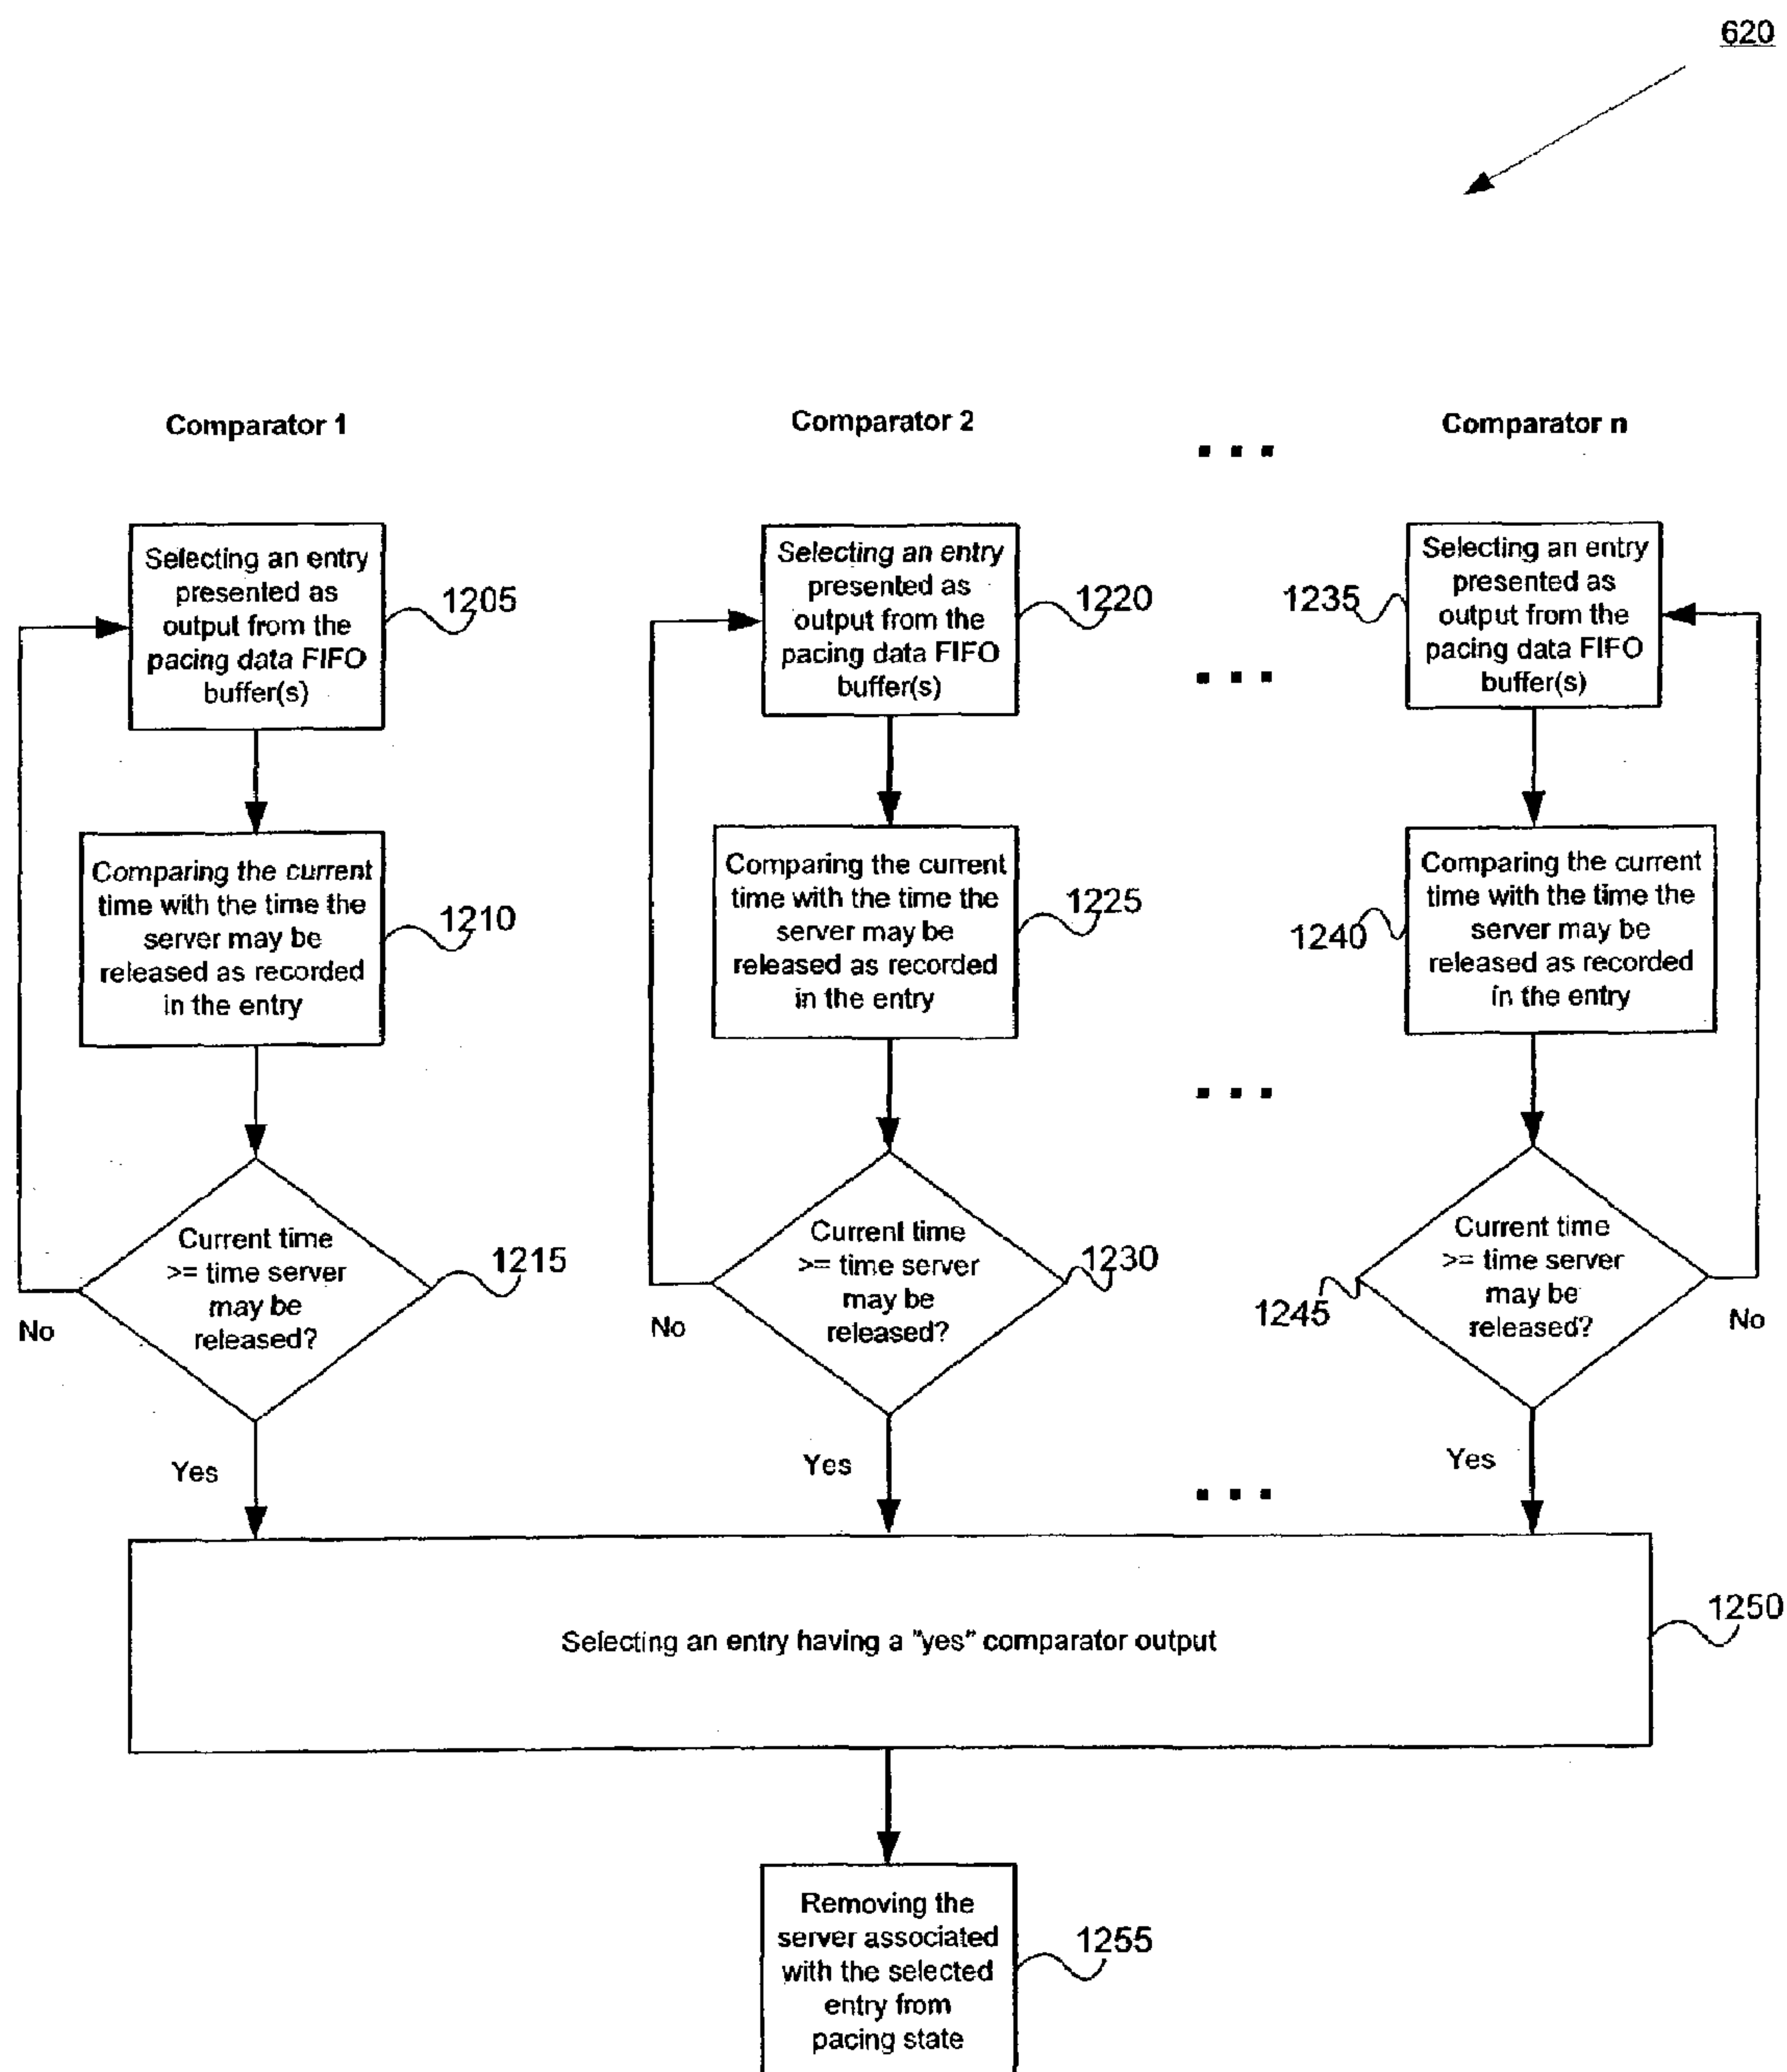 620
Comparator 1
Comparator 2
Comparator n
Selecting an entry
presented as
output from the
pacing data FIFO
buffer(s)
1205
Selecting an entry
presented as
output from the
pacing data FIFO
buffer(s)
1220
1235
Selecting an entry
presented as
output from the
pacing data FIFO
buffer(s)
Comparing the current
time with the time the
server may be
released as recorded
in the entry
1210
Comparing the current
time with the time the
server may be
released as recorded
in the entry
1225
1240
Comparing the current
time with the time the
server may be
released as recorded
in the entry
Current time
>= time server
may be
released?
1215
No
Yes
Current time
>= time server
may be
released?
1230
No
Yes
1245
Current time
>= time server
may be
released?
No
Yes
Selecting an entry having a "yes" comparator output
1250
Removing the
server associated
with the selected
entry from
pacing state
1255